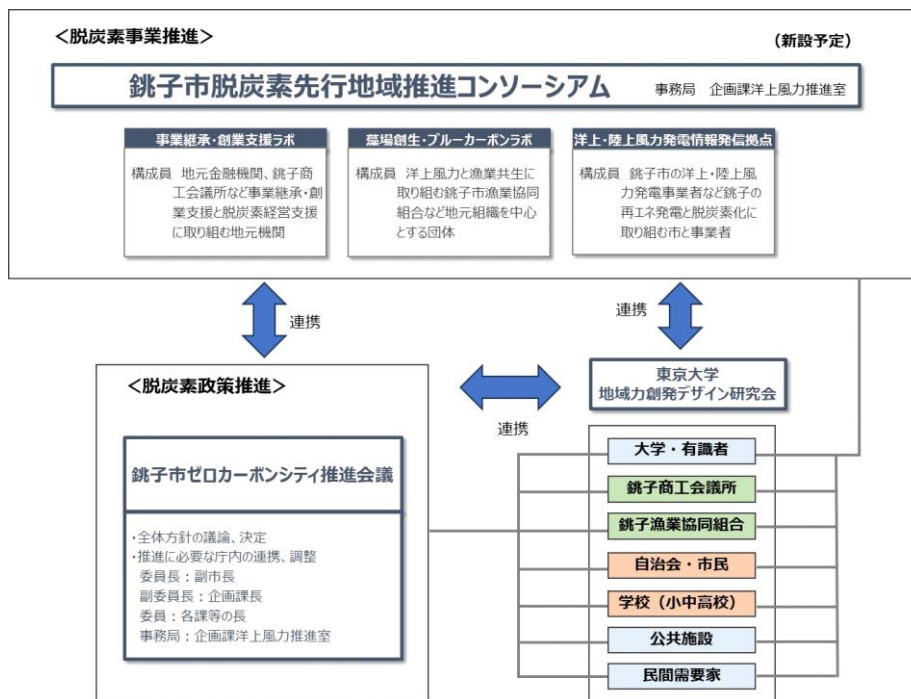 ＜脱炭素事業推進＞
（新設予定）
銚子市脱炭素先行地域推進コンソーシアム
事務局　企画課洋上風力推進室
事業継承・創業支援ラボ
構成員　地元金融機関、銚子商
工会議所など事業継承・創
業支援と脱炭素経営支援
に取り組む地元機関
藻場創生・ブルーカーボンラボ
構成員　洋上風力と漁業共生に
取り組む銚子市漁業協同
組合など地元組織を中心
とする団体
洋上・陸上風力発電情報発信拠点
構成員　銚子市の洋上・陸上風
力発電事業者など銚子の
再エネ発電と脱炭素化に
取り組む市と事業者
連携
連携
＜脱炭素政策推進＞
連携
東京大学
地域力創発デザイン研究会
銚子市ゼロカーボンシティ推進会議
・全体方針の議論、決定
・推進に必要な庁内の連携、調整
委員長：副市長
副委員長：企画課長
委員：各課等の長
事務局：企画課洋上風力推進室
大学・有識者
銚子商工会議所
銚子漁業協同組合
自治会・市民
学校（小中高校）
公共施設
民間需要家